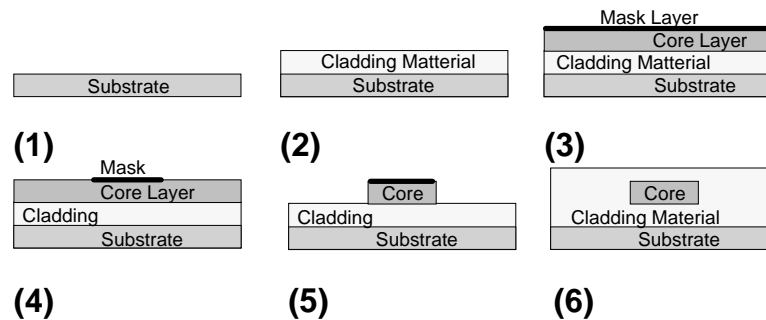 Substrate
(1)
Cladding Matterial
Substrate
(2)
Mask Layer
Core Layer
Cladding Matterial
Substrate
(3)
Mask
Core Layer
Cladding
Substrate
(4)
Core
Cladding
Substrate
(5)
Core
Cladding Material
Substrate
(6)